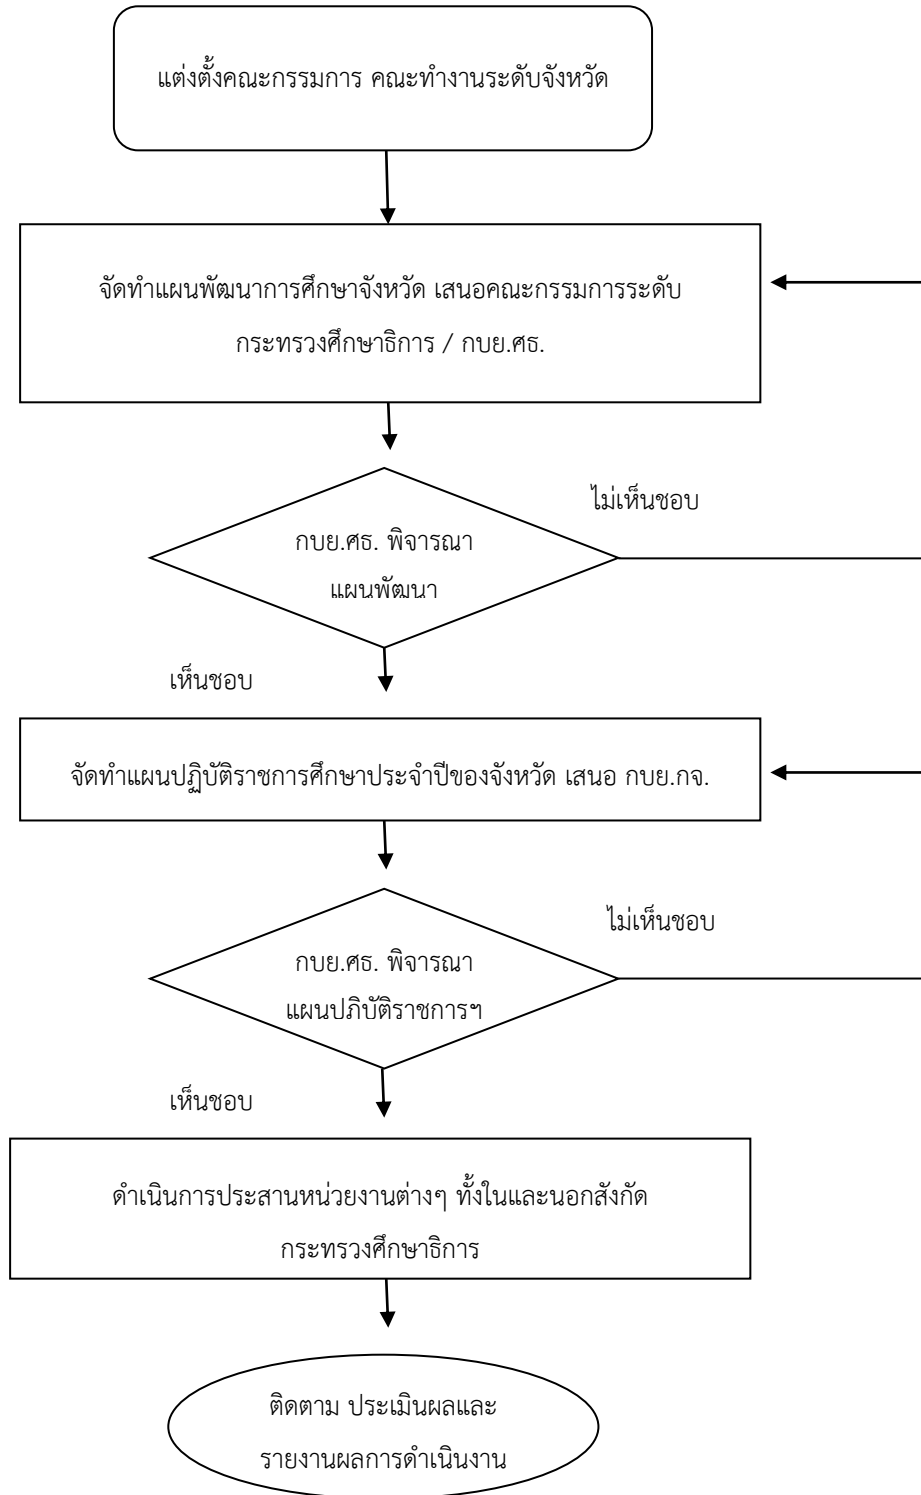 แต่งตั้งคณะกรรมการ คณะทำงานระดับจังหวัด
จัดทำแผนพัฒนาการศึกษาจังหวัด เสนอคณะกรรมการระดับ
กระทรวงศึกษาธิการ / กบย.ศธ.
ไม่เห็นชอบ
กบย.ศธ. พิจารณา
แผนพัฒนา
เห็นชอบ
จัดทำแผนปฏิบัติราชการศึกษาประจำปีของจังหวัด เสนอ กบย.กจ.
ไม่เห็นชอบ
กบย.ศธ. พิจารณา
แผนปภิบัติราชการฯ
เห็นชอบ
ดำเนินการประสานหน่วยงานต่างๆ ทั้งในและนอกสังกัด
กระทรวงศึกษาธิการ
ติดตาม ประเมินผลและ
รายงานผลการดำเนินงาน